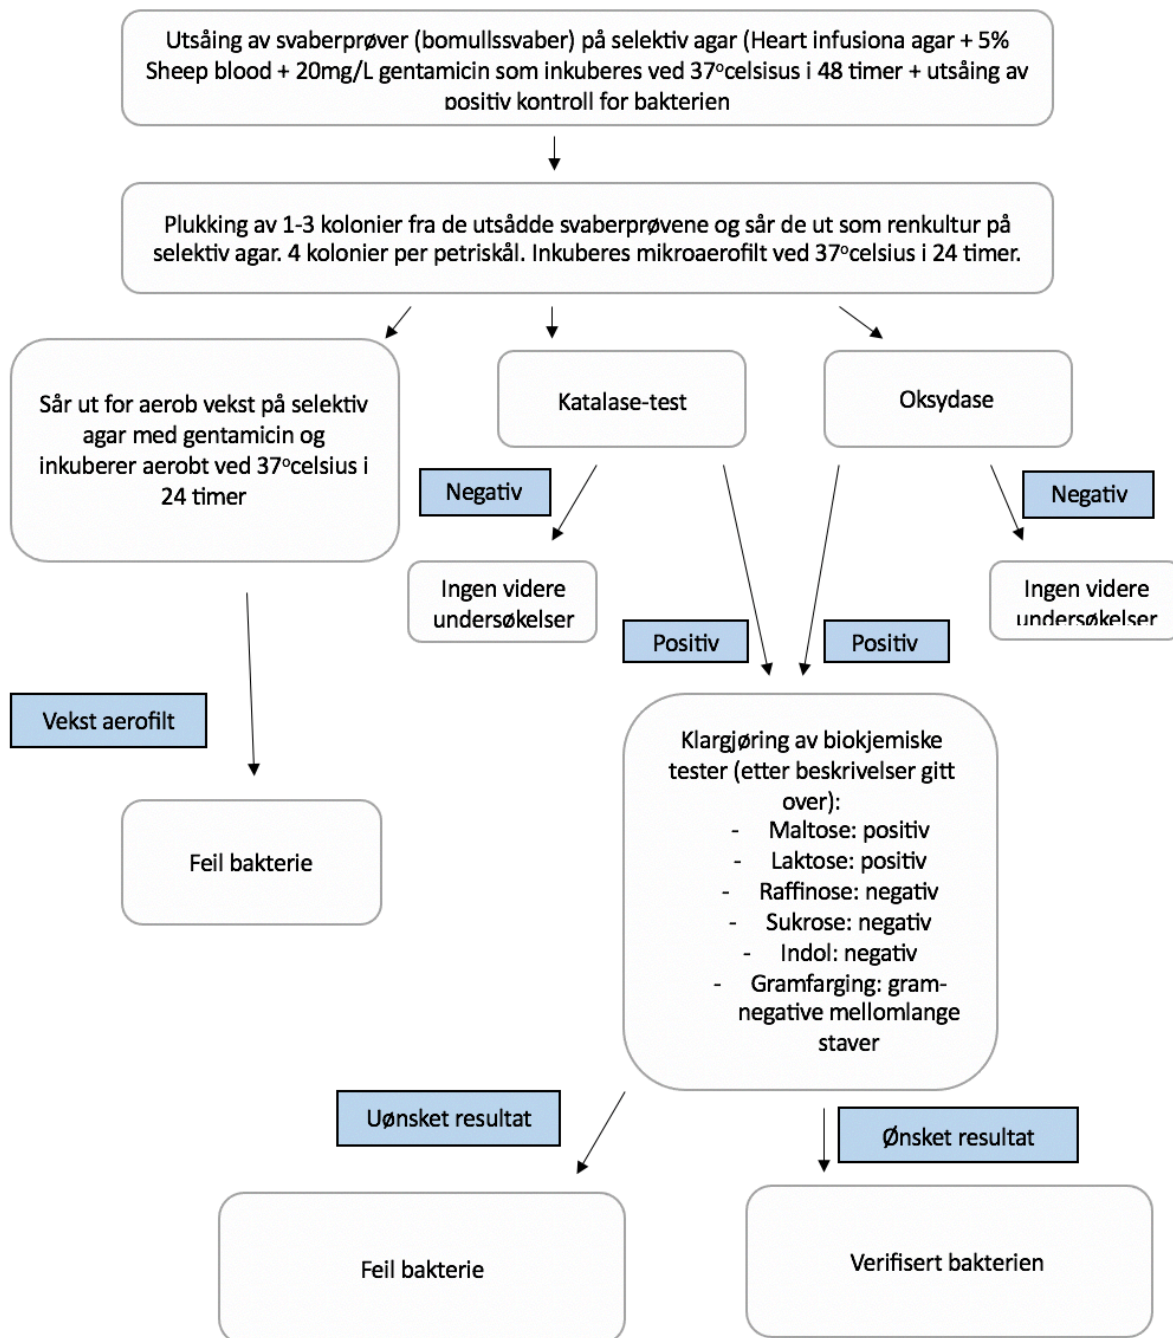 Utsåing av svaberprøver (bomullssvaber) på selektiv agar (Heart infusiona agar + 5%
Sheep blood + 20mg/L gentamicin som inkuberes ved 37°celsisus i 48 timer + utsåing av
positiv kontroll for bakterien
Plukking av 1-3 kolonier fra de utsådde svaberprøvene og sår de ut som renkultur på
selektiv agar. 4 kolonier per petriskål. Inkuberes mikroaerofilt ved 37°celsius i 24 timer.
Sår ut for aerob vekst på selektiv
agar med gentamicin og
inkuberer aerobt ved 37°celsius i
24 timer
Katalase-test
Oksydase
Negativ
Negativ
Ingen videre
undersøkelser
Ingen videre
undersøkelser
Positiv
Positiv
Vekst aerofilt
Klargjøring av biokjemiske
tester (etter beskrivelser gitt
over):
- Maltose: positiv
- Laktose: positiv
- Raffinose: negativ
- Sukrose: negativ
- Indol: negativ
- Gramfarging: gram-
negative mellomlange
staver
Feil bakterie
Uønsket resultat
Ønsket resultat
Feil bakterie
Verifisert bakterien